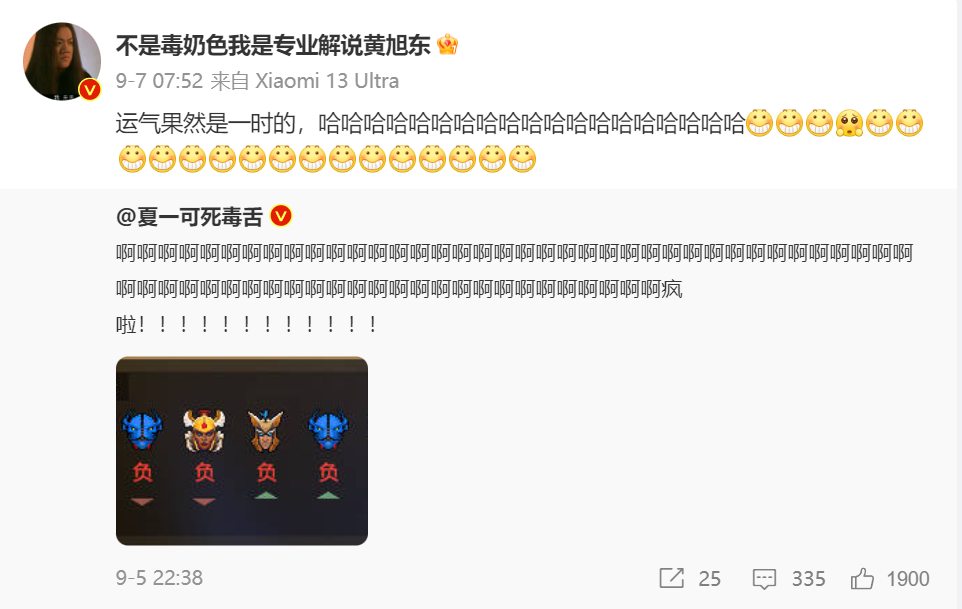 不是毒奶色我是专业解说黄旭东
9-7 07:52 来自 Xiaomi 13 Ultra
运气果然是一时的，哈哈哈哈哈哈哈哈哈哈哈哈哈哈哈哈哈哈哈
@夏一可死毒舌
啊啊啊啊啊啊啊啊啊啊啊啊啊啊啊啊啊啊啊啊啊啊啊啊啊啊啊啊啊啊啊啊啊啊啊啊啊啊
啊啊啊啊啊啊啊啊啊啊啊啊啊啊啊啊啊啊啊啊啊啊啊啊啊啊疯
啦！！！！！！！！！！！！
负 负 负 负
9-5 22:38
25 335 1900